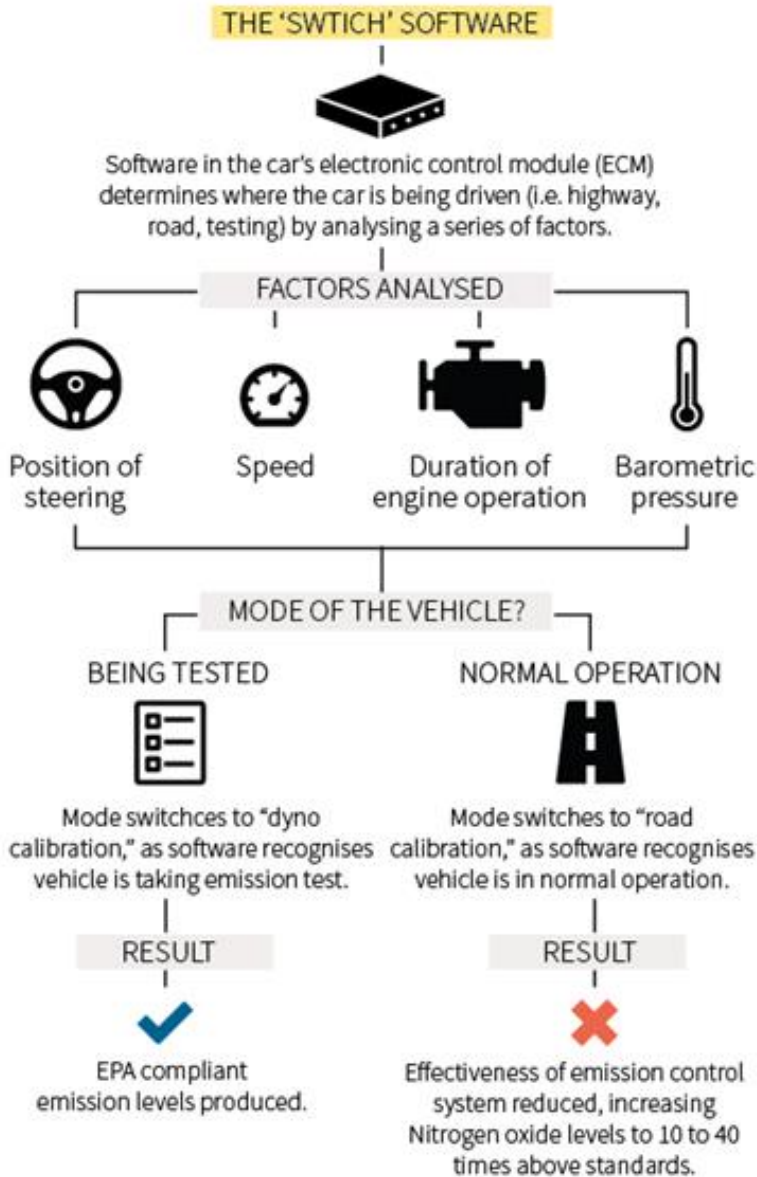 THE ‘SWTICH’ SOFTWARE
Software in the car's electronic control module (ECM)
determines where the car is being driven (i.e. highway,
road, testing) by analysing a series of factors.
FACTORS ANALYSED
Position of
steering
Speed
Duration of
engine operation
Barometric
pressure
MODE OF THE VEHICLE?
BEING TESTED
Mode switchces to “dyno
calibration,” as software recognises
vehicle is taking emission test.
RESULT
EPA compliant
emission levels produced.
NORMAL OPERATION
Mode switches to “road
calibration,” as software recognises
vehicle is in normal operation.
RESULT
Effectiveness of emission control
system reduced, increasing
Nitrogen oxide levels to 10 to 40
times above standards.